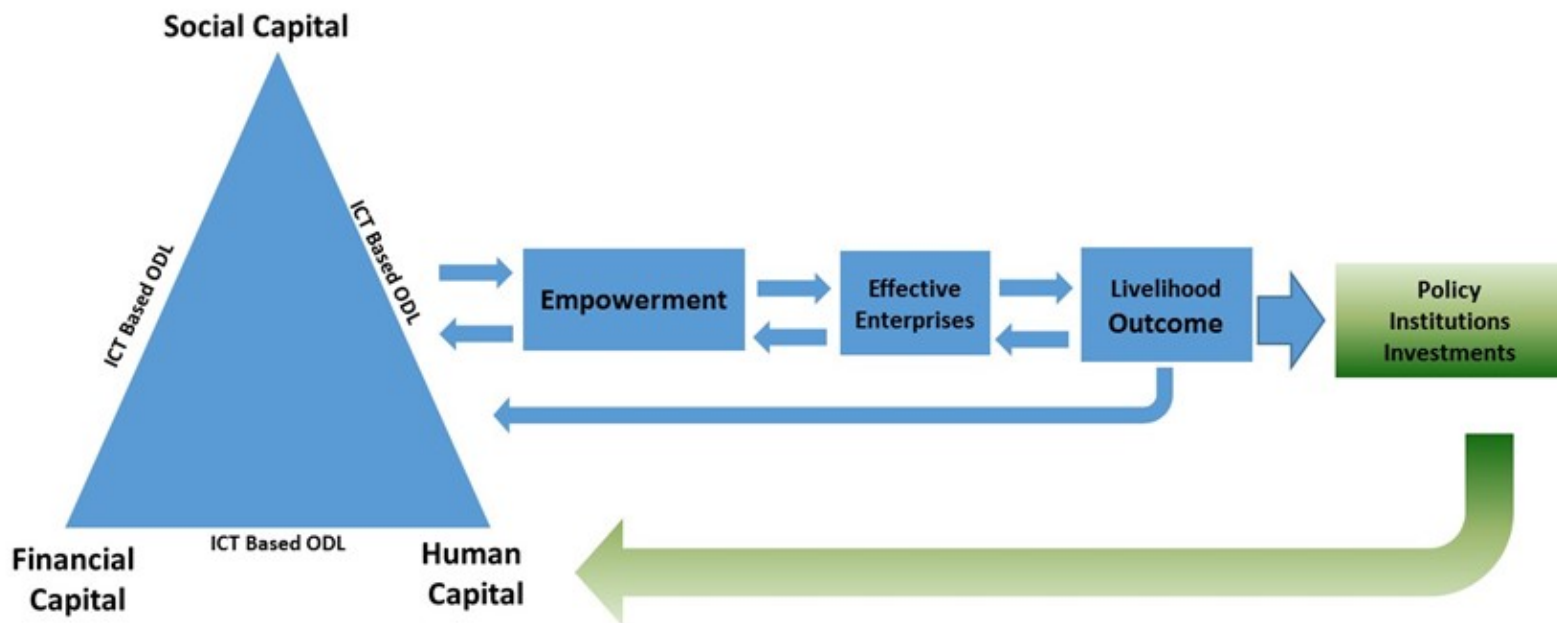 Social Capital
ICT Based ODL
ICT Based ODL
ICT Based ODL
Financial
Capital
Human
Capital
Empowerment
Effective
Enterprises
Livelihood
Outcome
Policy
Institutions
Investments